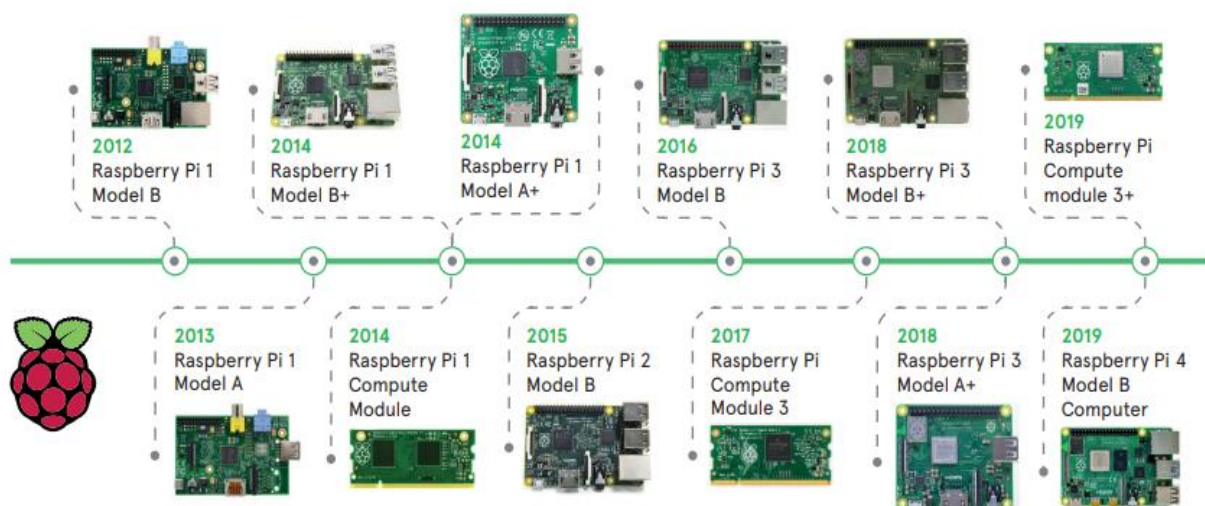 2012
Raspberry Pi 1
Model B
2014
Raspberry Pi 1
Model B+
2014
Raspberry Pi 1
Model A+
2016
Raspberry Pi 3
Model B
2018
Raspberry Pi 3
Model B+
2019
Raspberry Pi
Compute
module 3+
2013
Raspberry Pi 1
Model A
2014
Raspberry Pi 1
Compute
Module
2015
Raspberry Pi 2
Model B
2017
Raspberry Pi
Compute
Module 3
2018
Raspberry Pi 3
Model A+
2019
Raspberry Pi 4
Model B
Computer